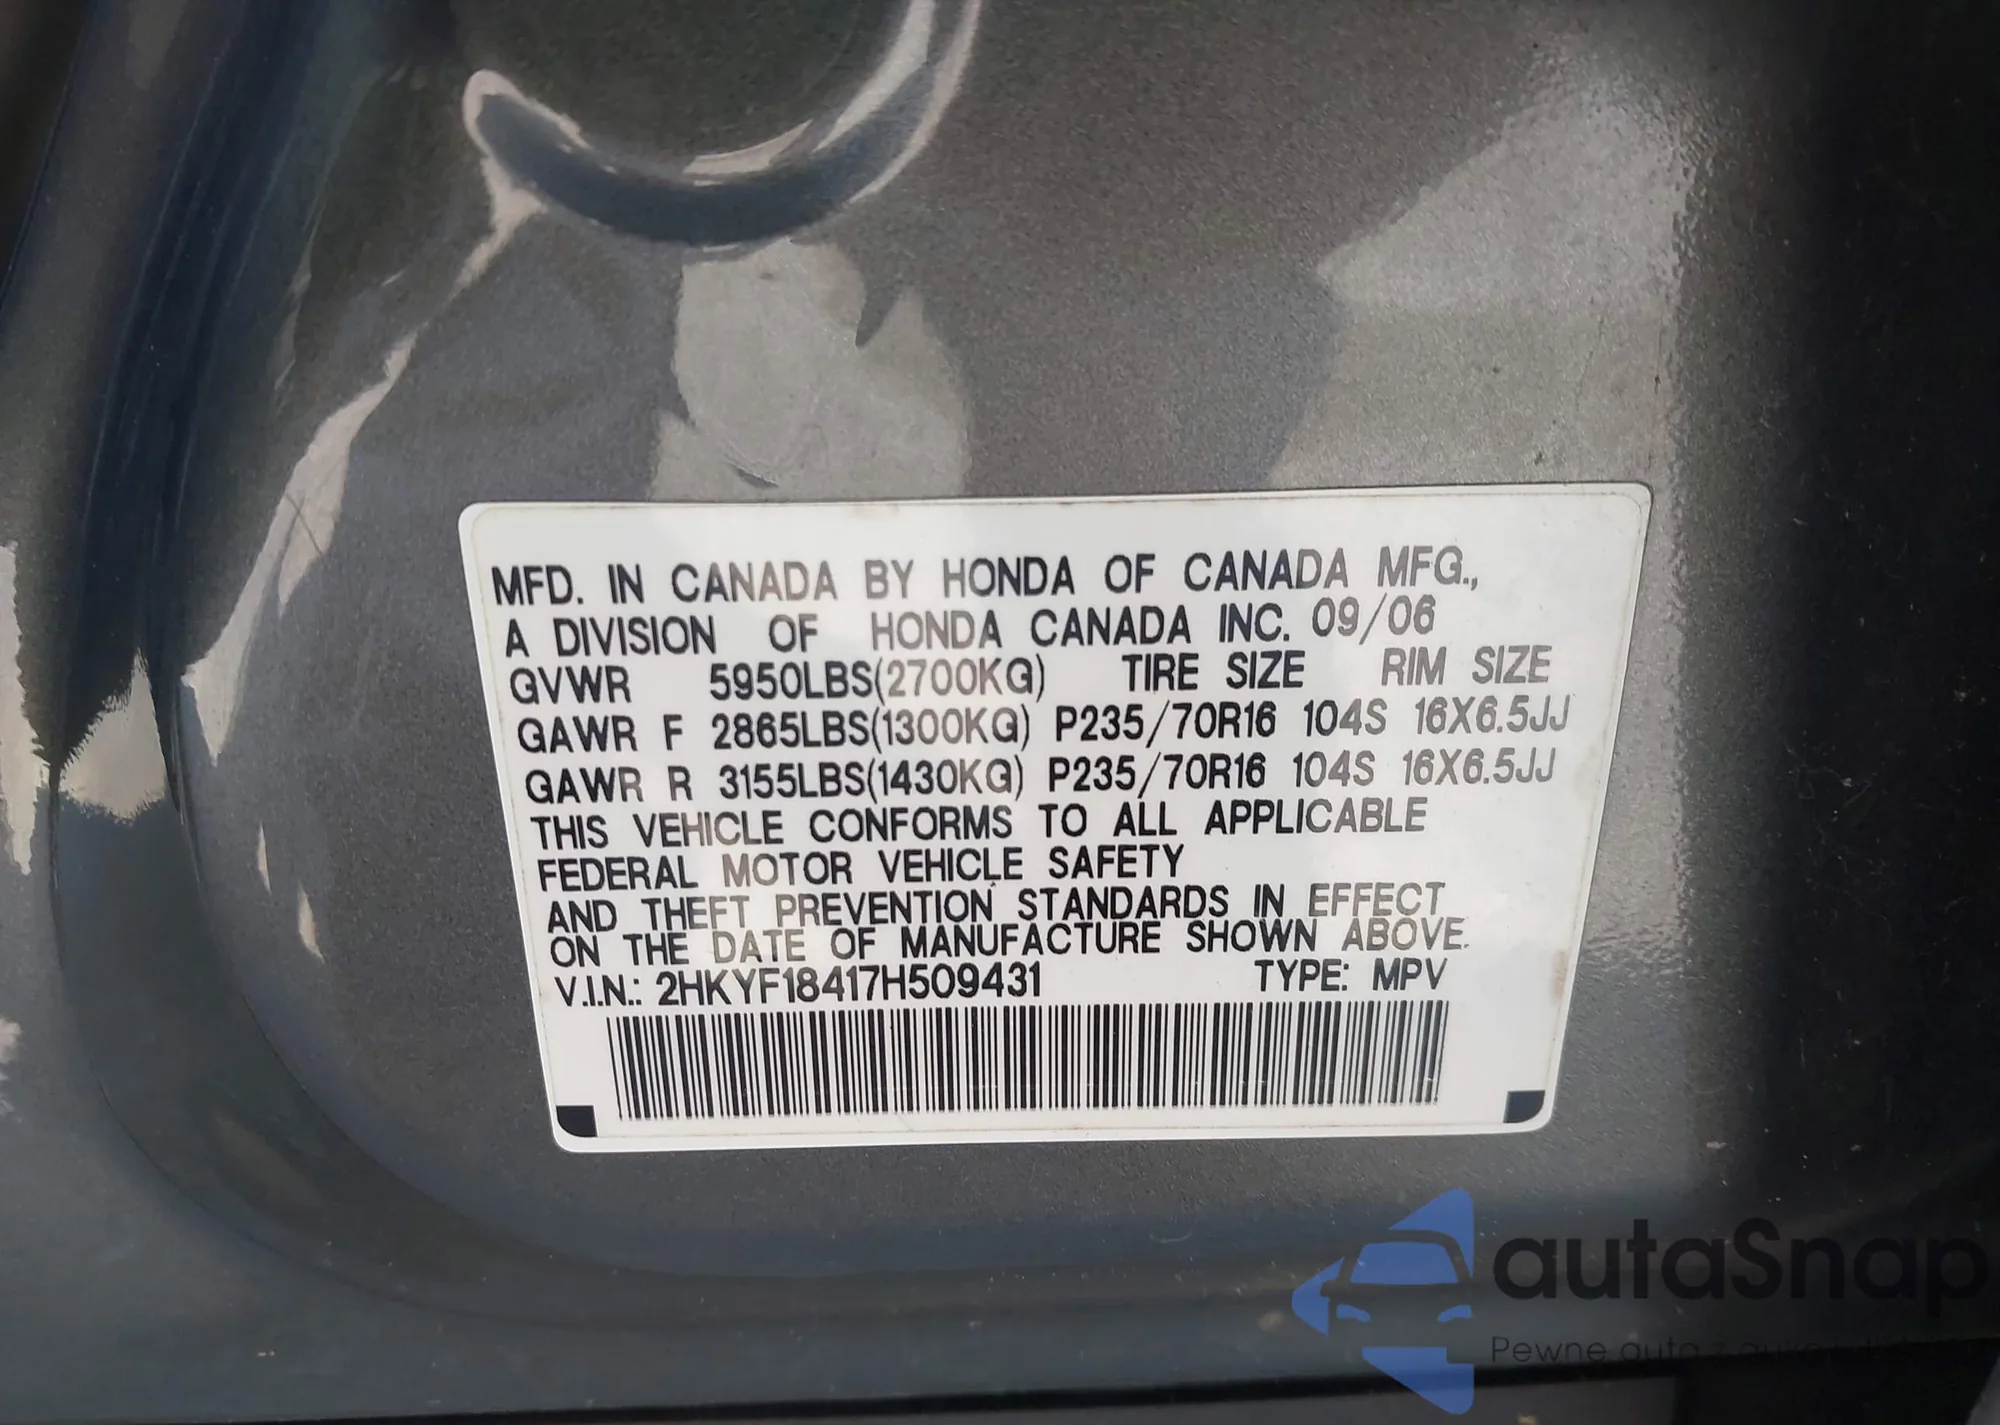 MFD. IN CANADA BY HONDA OF CANADA MFG.,
A DIVISION OF HONDA CANADA INC. 09/06
GVWR 5950LBS(2700KG) TIRE SIZE RIM SIZE
GAWR F 2865LBS(1300KG) P235/70R16 104S 16X6.5JJ
GAWR R 3155LBS(1430KG) P235/70R16 104S 16X6.5JJ
THIS VEHICLE CONFORMS TO ALL APPLICABLE
FEDERAL MOTOR VEHICLE SAFETY
AND THEFT PREVENTION STANDARDS IN EFFECT
ON THE DATE OF MANUFACTURE SHOWN ABOVE.
V.I.N.: 2HKYF18417H509431 TYPE: MPV
autaSnap
Pewne auta z